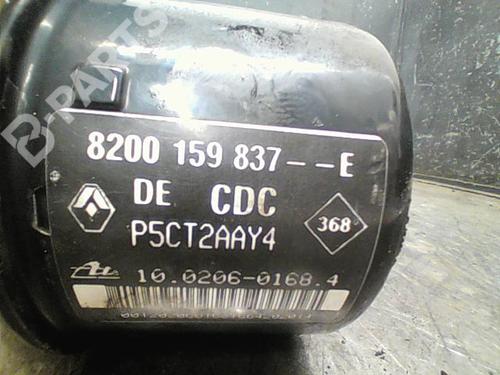 B-PARTS
8200 159 837--E
DE CDC
P5CT2AAY4
368
10.0206-0168.4